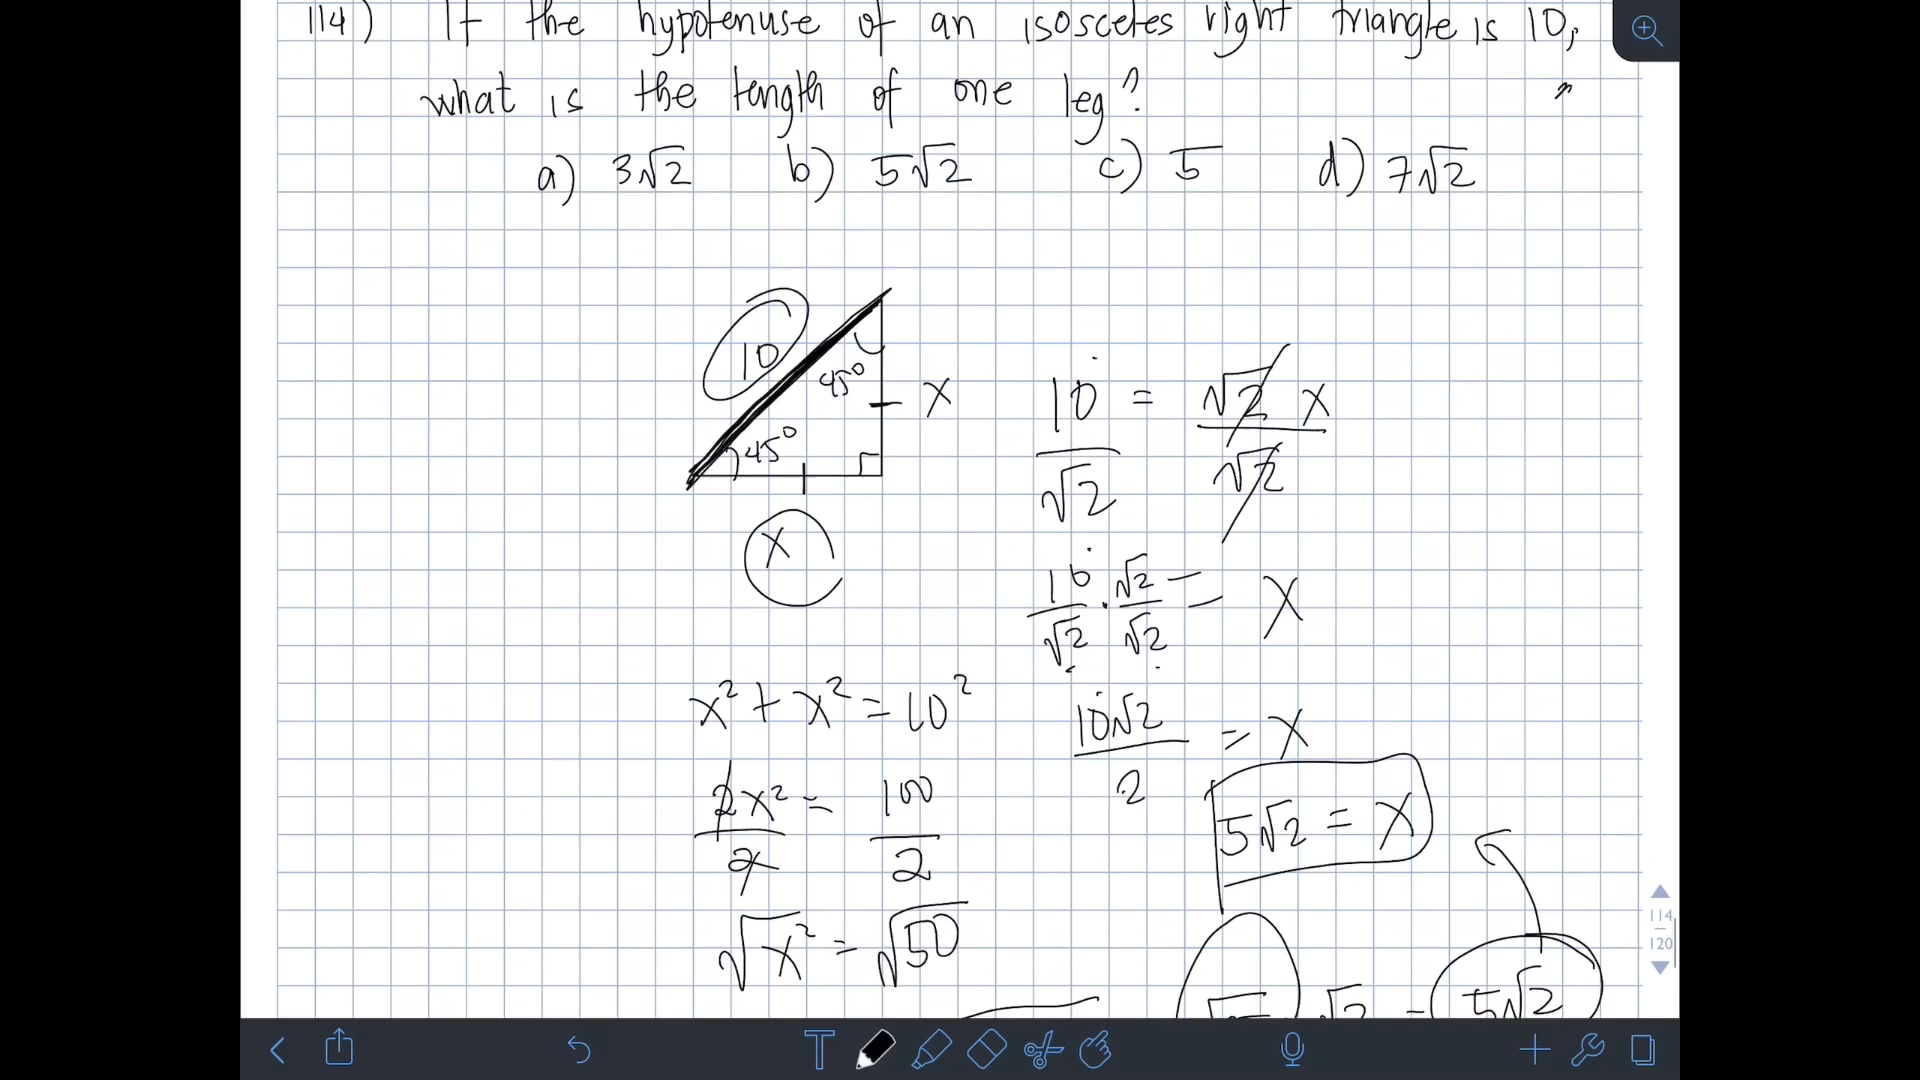 114) If the hypotenuse of an isosceles right triangle is 10,
what is the length of one leg?
a) 3√2 b) 5√2 c) 5 d) 7√2
10
45°
X
45°
X
10/√2 = √2 X/√2
10/√2 · √2/√2 = X
10√2/2 = X
5√2 = X
x² + x² = 10²
2x²/2 = 100/2
√x² = √50
√2 = 5√2
114
120
T